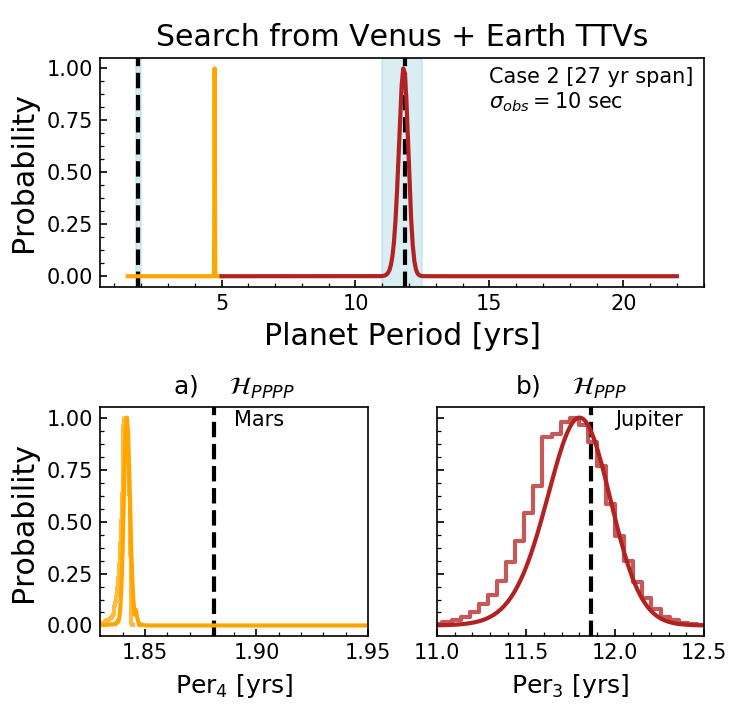 Search from Venus + Earth TTVs
Case 2 [27 yr span]
σ_obs = 10 sec
Probability
1.00
0.75
0.50
0.25
0.00
5 10 15 20
Planet Period [yrs]
a) ℋ_PPPP
Mars
Probability
1.00
0.75
0.50
0.25
0.00
1.85 1.90 1.95
Per₄ [yrs]
b) ℋ_PPP
Jupiter
11.0 11.5 12.0 12.5
Per₃ [yrs]